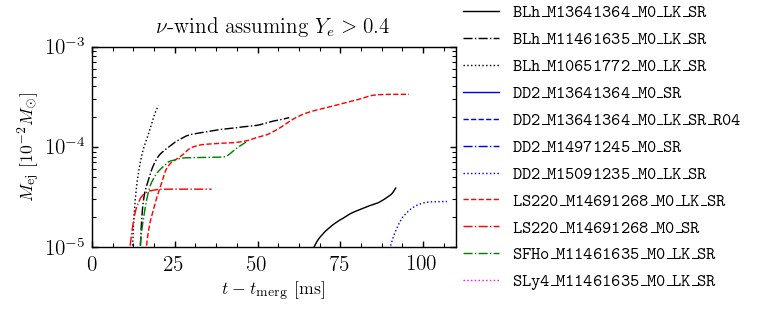 ν-wind assuming Yₑ > 0.4
10⁻³
10⁻⁴
10⁻⁵
M_ej [10⁻² M_⊙]
0 25 50 75 100
t − t_merg [ms]
BLh_M13641364_M0_LK_SR
BLh_M11461635_M0_LK_SR
BLh_M10651772_M0_LK_SR
DD2_M13641364_M0_SR
DD2_M13641364_M0_LK_SR_R04
DD2_M14971245_M0_SR
DD2_M15091235_M0_LK_SR
LS220_M14691268_M0_LK_SR
LS220_M14691268_M0_SR
SFHo_M11461635_M0_LK_SR
SLy4_M11461635_M0_LK_SR